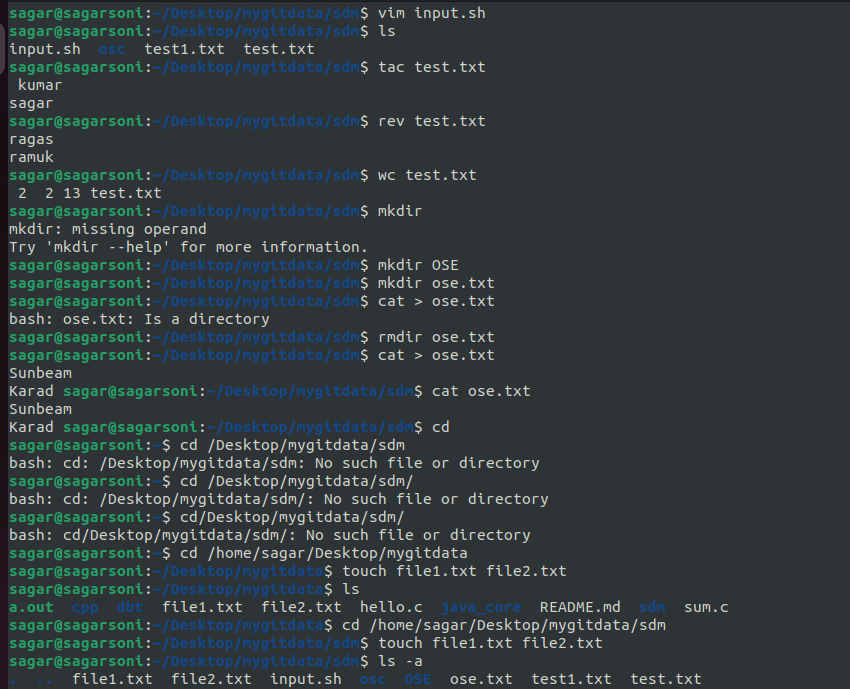 sagar@sagarsoni:~/Desktop/mygitdata/sdm$ vim input.sh
sagar@sagarsoni:~/Desktop/mygitdata/sdm$ ls
input.sh  osc  test1.txt  test.txt
sagar@sagarsoni:~/Desktop/mygitdata/sdm$ tac test.txt
 kumar
sagar
sagar@sagarsoni:~/Desktop/mygitdata/sdm$ rev test.txt
ragas
ramuk
sagar@sagarsoni:~/Desktop/mygitdata/sdm$ wc test.txt
 2  2 13 test.txt
sagar@sagarsoni:~/Desktop/mygitdata/sdm$ mkdir
mkdir: missing operand
Try 'mkdir --help' for more information.
sagar@sagarsoni:~/Desktop/mygitdata/sdm$ mkdir OSE
sagar@sagarsoni:~/Desktop/mygitdata/sdm$ mkdir ose.txt
sagar@sagarsoni:~/Desktop/mygitdata/sdm$ cat > ose.txt
bash: ose.txt: Is a directory
sagar@sagarsoni:~/Desktop/mygitdata/sdm$ rmdir ose.txt
sagar@sagarsoni:~/Desktop/mygitdata/sdm$ cat > ose.txt
Sunbeam
Karad sagar@sagarsoni:~/Desktop/mygitdata/sdm$ cat ose.txt
Sunbeam
Karad sagar@sagarsoni:~/Desktop/mygitdata/sdm$ cd
sagar@sagarsoni:~$ cd /Desktop/mygitdata/sdm
bash: cd: /Desktop/mygitdata/sdm: No such file or directory
sagar@sagarsoni:~$ cd /Desktop/mygitdata/sdm/
bash: cd: /Desktop/mygitdata/sdm/: No such file or directory
sagar@sagarsoni:~$ cd/Desktop/mygitdata/sdm/
bash: cd/Desktop/mygitdata/sdm/: No such file or directory
sagar@sagarsoni:~$ cd /home/sagar/Desktop/mygitdata
sagar@sagarsoni:~/Desktop/mygitdata$ touch file1.txt file2.txt
sagar@sagarsoni:~/Desktop/mygitdata$ ls
a.out  cpp  dbt  file1.txt  file2.txt  hello.c  java_core  README.md  sdm  sum.c
sagar@sagarsoni:~/Desktop/mygitdata$ cd /home/sagar/Desktop/mygitdata/sdm
sagar@sagarsoni:~/Desktop/mygitdata/sdm$ touch file1.txt file2.txt
sagar@sagarsoni:~/Desktop/mygitdata/sdm$ ls -a
.  ..  file1.txt  file2.txt  input.sh  osc  OSE  ose.txt  test1.txt  test.txt